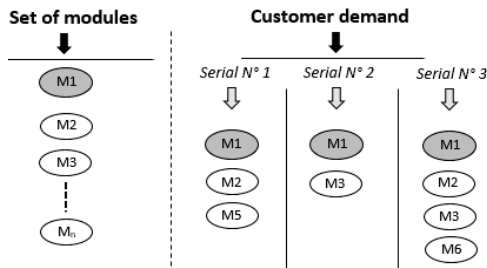 Set of modules
M1
M2
M3
Mn
Customer demand
Serial N° 1
M1
M2
M5
Serial N° 2
M1
M3
Serial N° 3
M1
M2
M3
M6